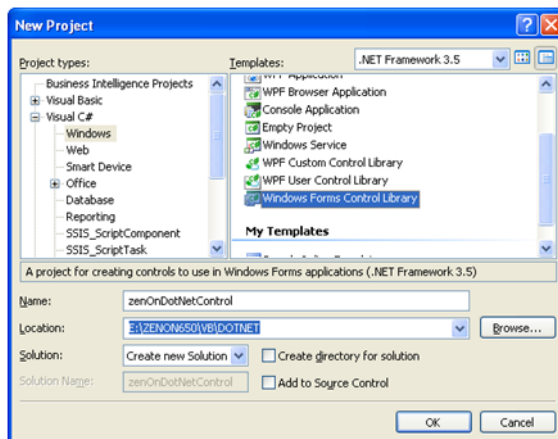 New Project
Project types:
Templates:
.NET Framework 3.5
Business Intelligence Projects
Visual Basic
Visual C#
Windows
Web
Smart Device
Office
Database
Reporting
SSIS_ScriptComponent
SSIS_ScriptTask
WPF Application
WPF Browser Application
Console Application
Empty Project
Windows Service
WPF Custom Control Library
WPF User Control Library
Windows Forms Control Library
My Templates
A project for creating controls to use in Windows Forms applications (.NET Framework 3.5)
Name:
zenOnDotNetControl
Location:
E:\ZENON650\VB\DOTNET
Browse...
Solution:
Create new Solution
Create directory for solution
Solution Name:
zenOnDotNetControl
Add to Source Control
OK
Cancel